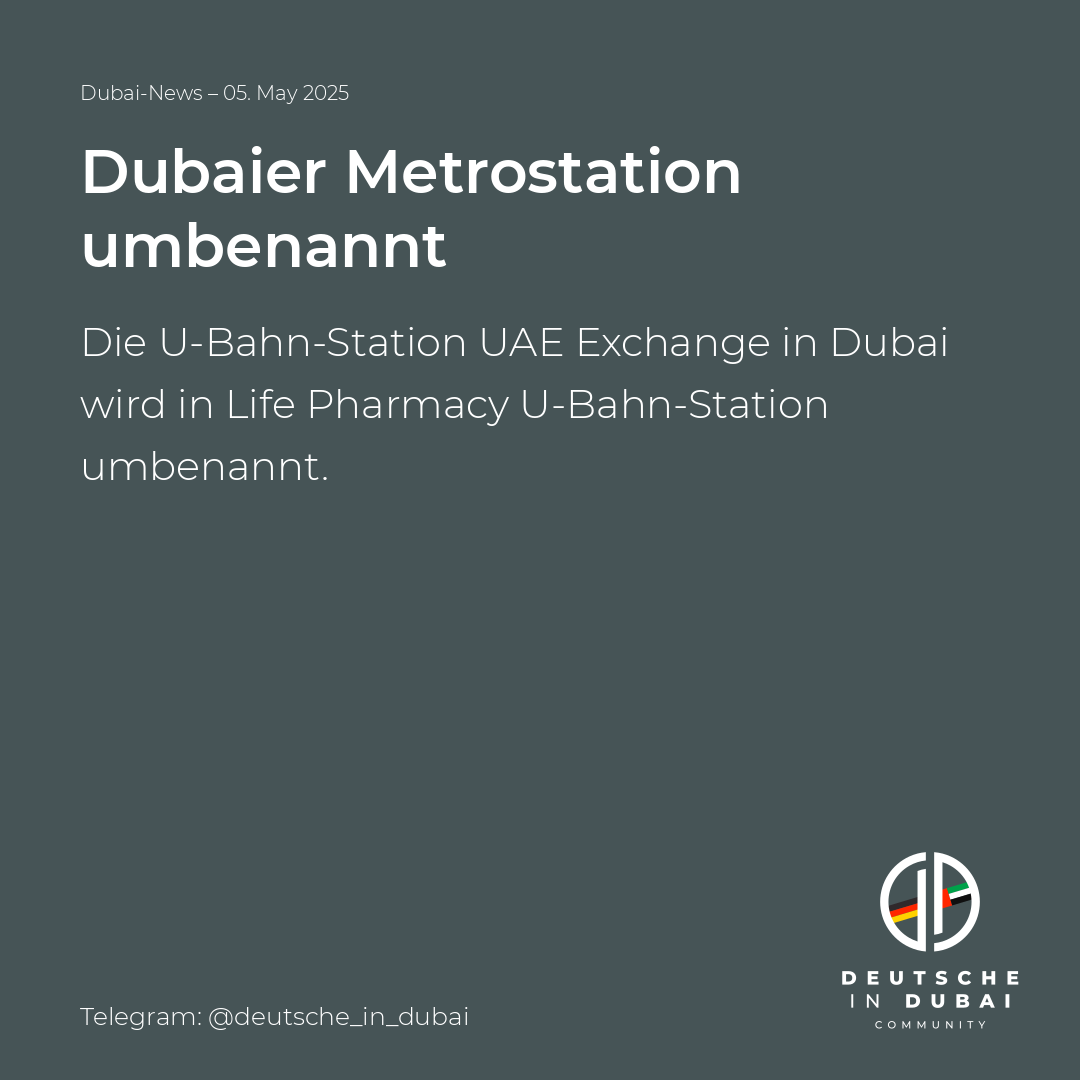 Dubai-News – 05. May 2025
Dubaier Metrostation
umbenannt
Die U-Bahn-Station UAE Exchange in Dubai
wird in Life Pharmacy U-Bahn-Station
umbenannt.
DEUTSCHE
IN DUBAI
COMMUNITY
Telegram: @deutsche_in_dubai